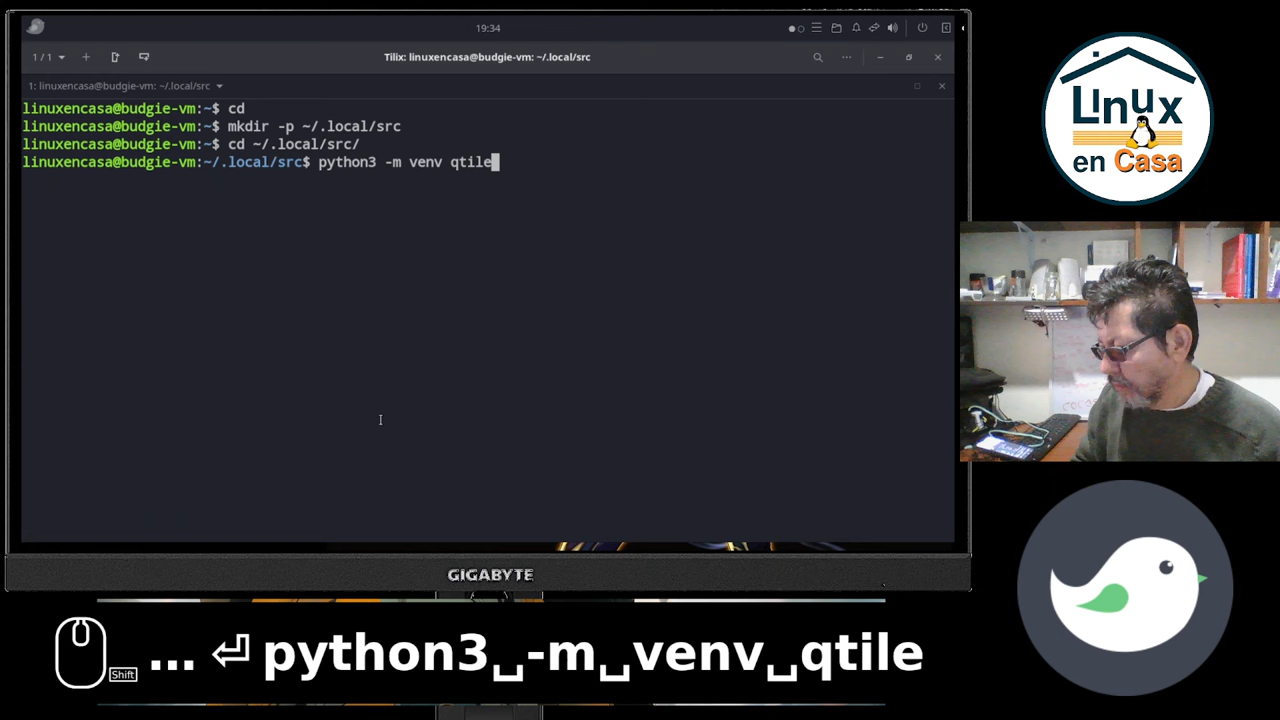 19:34
1 / 1
Tilix: linuxencasa@budgie-vm: ~/.local/src
1: linuxencasa@budgie-vm: ~/.local/src
linuxencasa@budgie-vm:~$ cd
linuxencasa@budgie-vm:~$ mkdir -p ~/.local/src
linuxencasa@budgie-vm:~$ cd ~/.local/src/
linuxencasa@budgie-vm:~/.local/src$ python3 -m venv qtile
GIGABYTE
Shift
... ⏎ python3␣-m␣venv␣qtile
Linux
en Casa